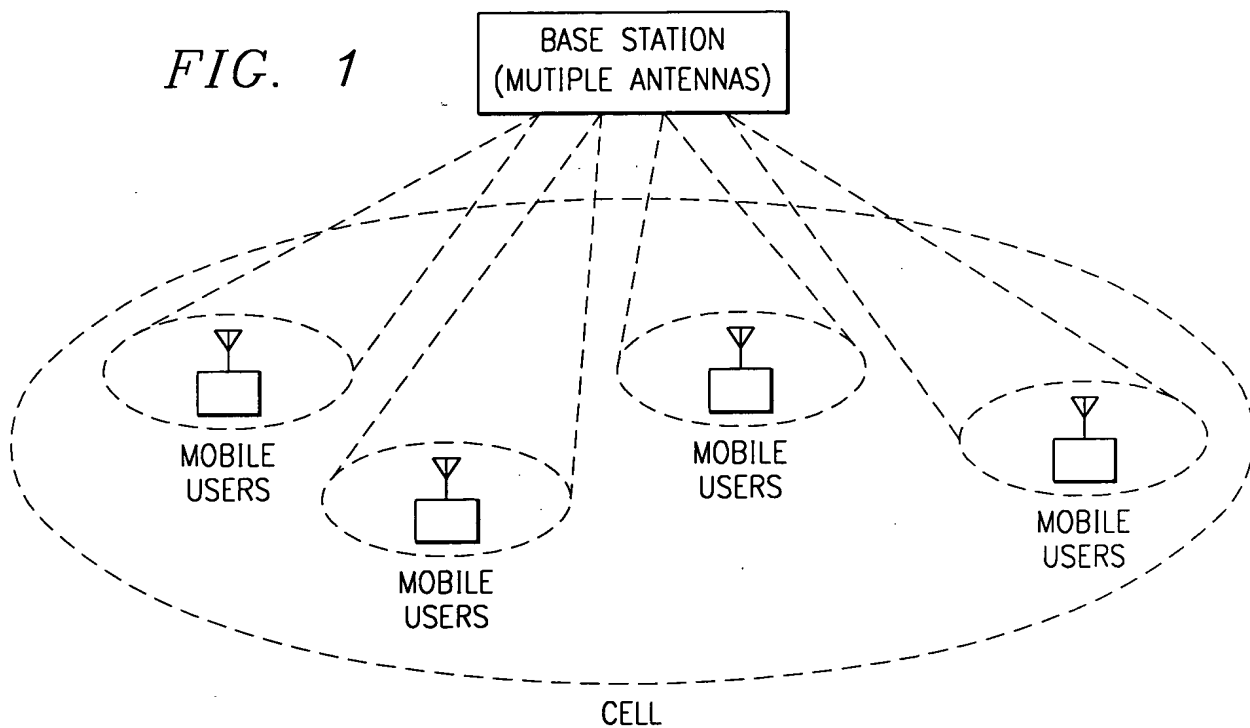 FIG. 1
BASE STATION
(MUTIPLE ANTENNAS)
MOBILE
USERS
MOBILE
USERS
MOBILE
USERS
MOBILE
USERS
CELL